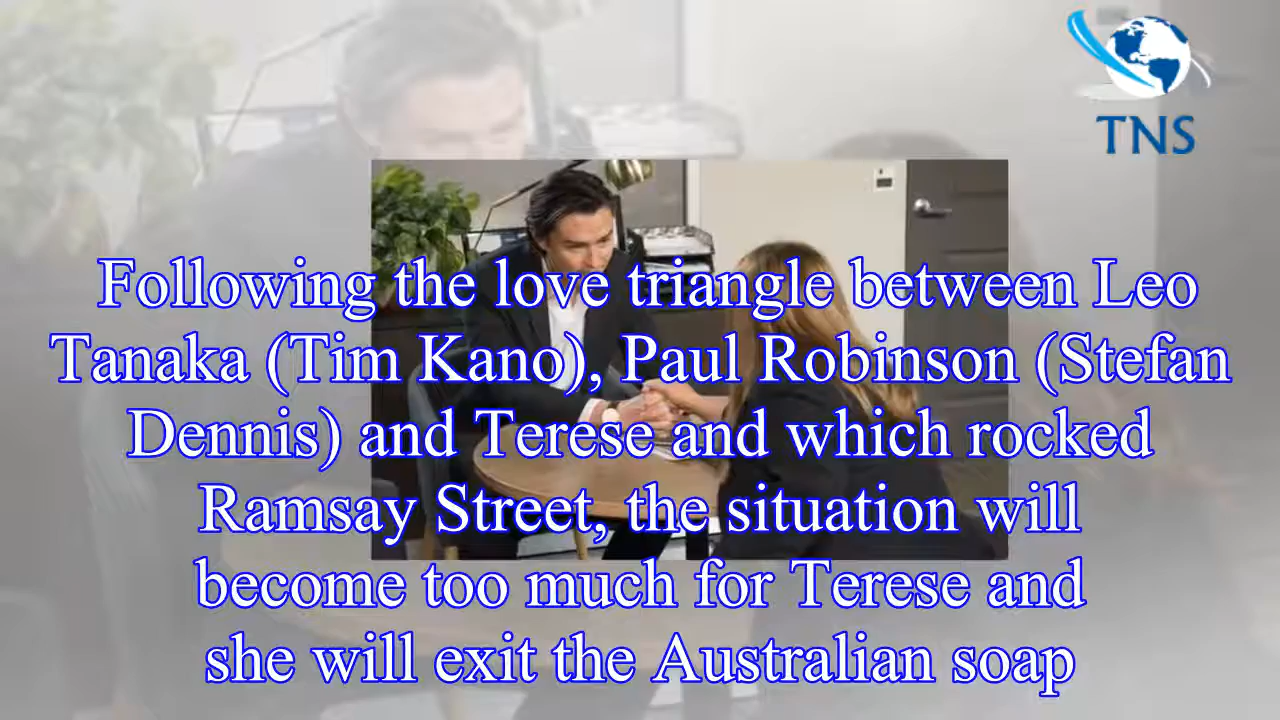 TNS
Following the love triangle between Leo
Tanaka (Tim Kano), Paul Robinson (Stefan
Dennis) and Terese and which rocked
Ramsay Street, the situation will
become too much for Terese and
she will exit the Australian soap